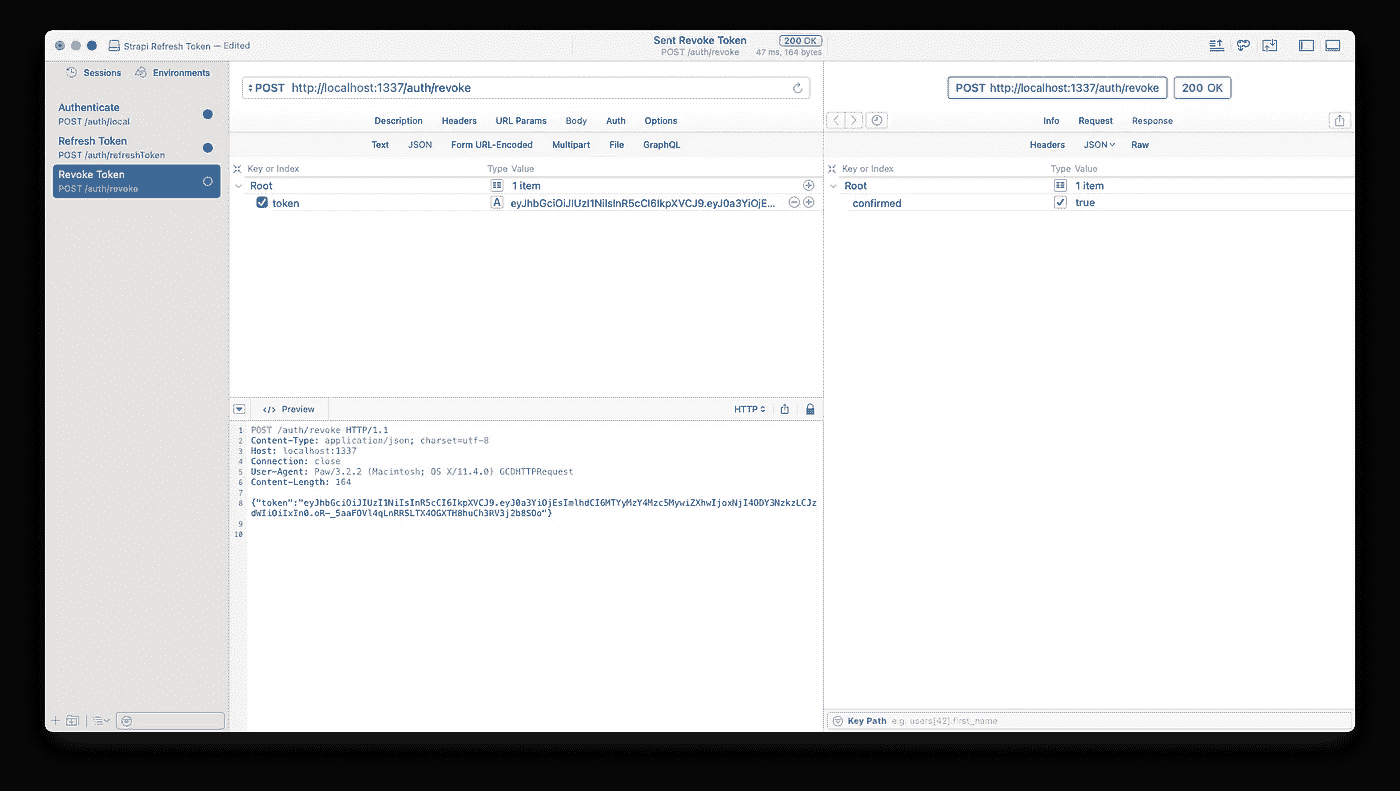 Strapi Refresh Token — Edited
Sent Revoke Token
200 OK
POST /auth/revoke
47 ms, 164 bytes
Sessions Environments
Authenticate
POST /auth/local
Refresh Token
POST /auth/refreshToken
Revoke Token
POST /auth/revoke
POST http://localhost:1337/auth/revoke
Description Headers URL Params Body Auth Options
Text JSON Form URL-Encoded Multipart File GraphQL
Key or Index Type Value
Root 1 item
token A eyJhbGciOiJIUzI1NiIsInR5cCI6IkpXVCJ9.eyJ0a3YiOjE...
</> Preview HTTP
1 POST /auth/revoke HTTP/1.1
2 Content-Type: application/json; charset=utf-8
3 Host: localhost:1337
4 Connection: close
5 User-Agent: Paw/3.2.2 (Macintosh; OS X/11.4.0) GCDHTTPRequest
6 Content-Length: 164
7
8 {"token":"eyJhbGciOiJIUzI1NiIsInR5cCI6IkpXVCJ9.eyJ0a3YiOjEsImlhdCI6MTYyMzY4Mzc5MywiZXhwIjoxNjI4ODY3NzkzLCJz
9
10
POST http://localhost:1337/auth/revoke 200 OK
Info Request Response
Headers JSON Raw
Key or Index Type Value
Root 1 item
confirmed true
Key Path e.g. users[42].first_name